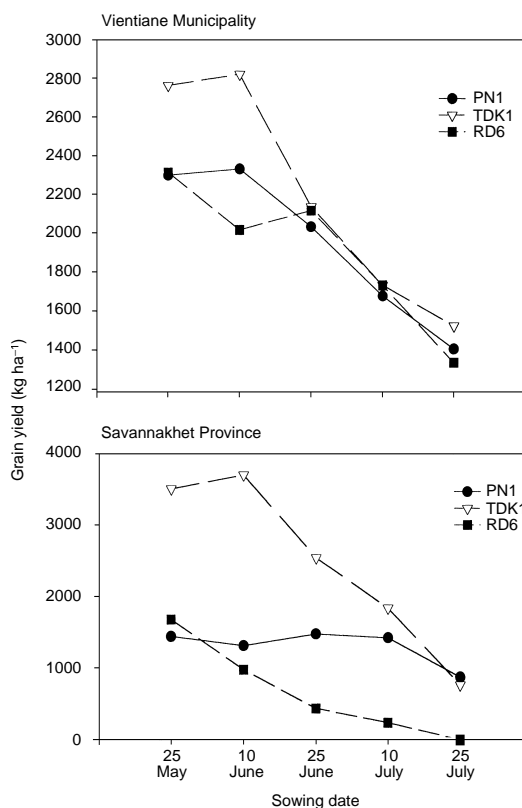 Vientiane Municipality
3000
2800
2600
2400
2200
2000
1800
1600
1400
1200
PN1
TDK1
RD6
Grain yield (kg ha⁻¹)
Savannakhet Province
4000
3000
2000
1000
0
PN1
TDK1
RD6
25 10 25 10 25
May June June July July
Sowing date